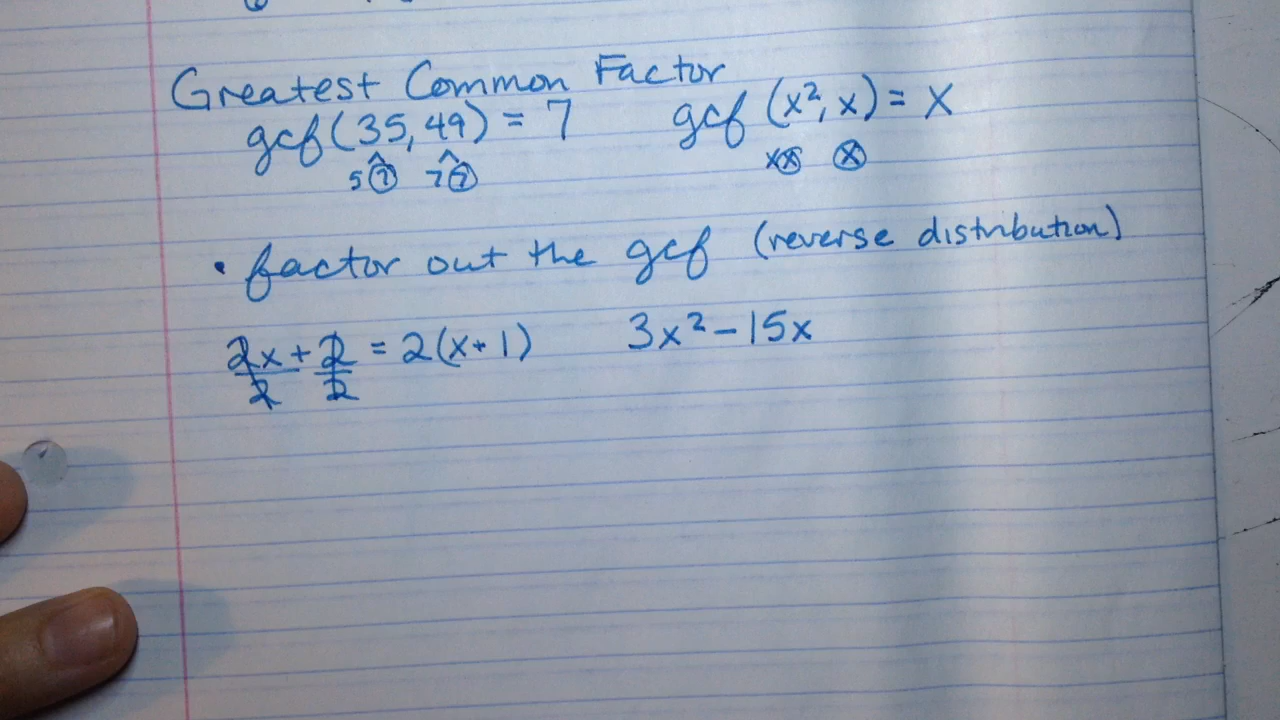 Greatest Common Factor
gcf(35,49) = 7 gcf(x², x) = x
5 7 7 7 xx x
• factor out the gcf (reverse distribution)
2x + 2 = 2(x+1) 3x² - 15x
2 2